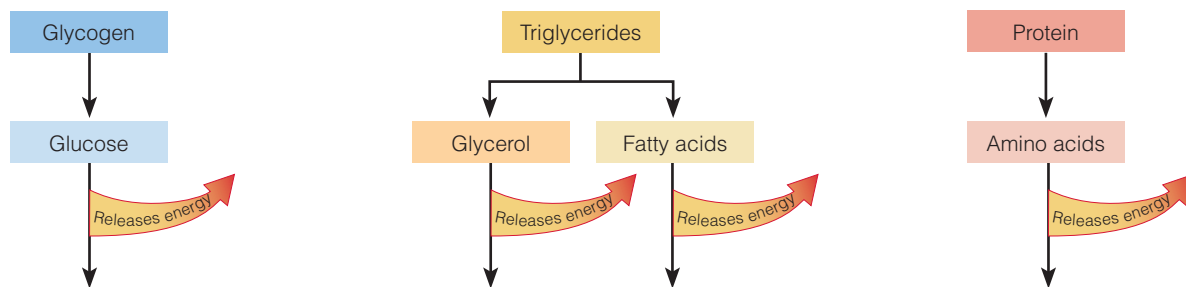 Glycogen
Triglycerides
Protein
Glucose
Glycerol
Fatty acids
Amino acids
Releases energy
Releases energy
Releases energy
Releases energy